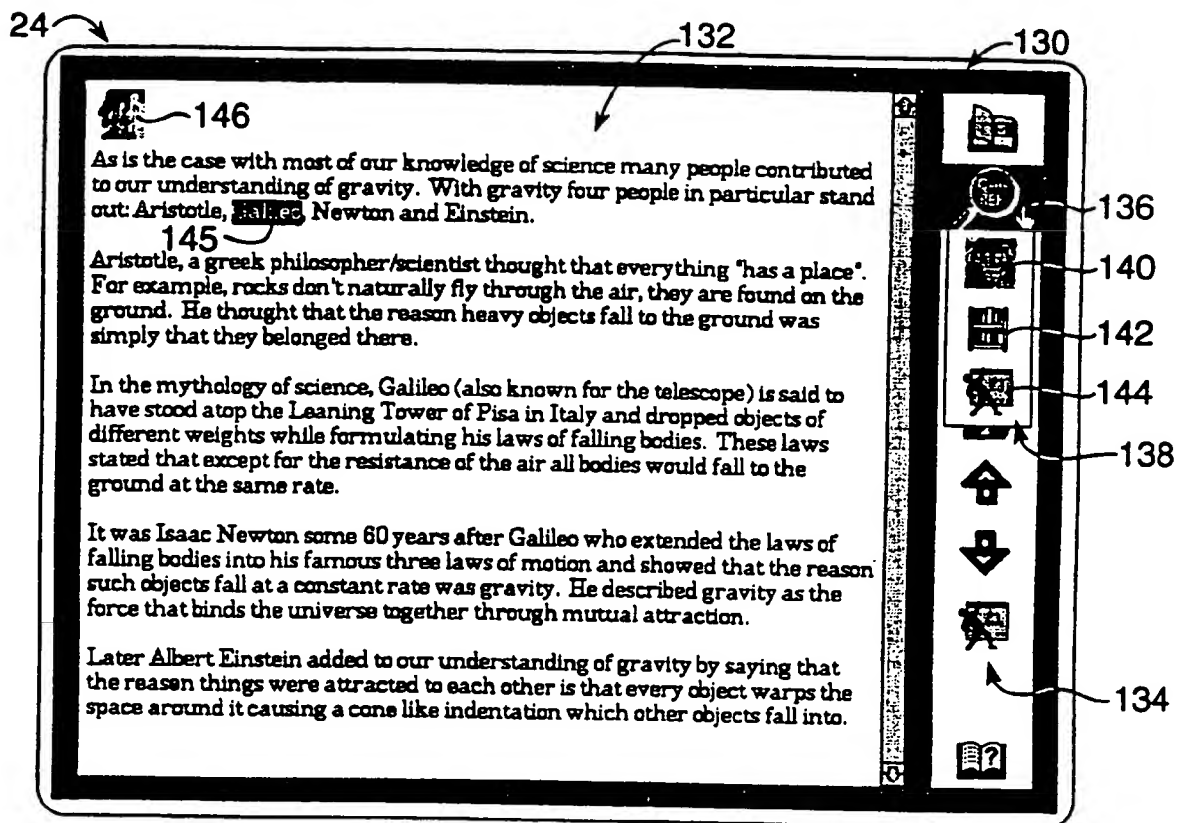 24
132
130
146
As is the case with most of our knowledge of science many people contributed
to our understanding of gravity. With gravity four people in particular stand
out: Aristotle, Galileo, Newton and Einstein.
136
145
140
Aristotle, a greek philosopher/scientist thought that everything "has a place".
For example, rocks don't naturally fly through the air, they are found on the
ground. He thought that the reason heavy objects fall to the ground was
simply that they belonged there.
142
144
In the mythology of science, Galileo (also known for the telescope) is said to
have stood atop the Leaning Tower of Pisa in Italy and dropped objects of
different weights while formulating his laws of falling bodies. These laws
stated that except for the resistance of the air all bodies would fall to the
ground at the same rate.
138
It was Isaac Newton some 60 years after Galileo who extended the laws of
falling bodies into his famous three laws of motion and showed that the reason
such objects fall at a constant rate was gravity. He described gravity as the
force that binds the universe together through mutual attraction.
Later Albert Einstein added to our understanding of gravity by saying that
the reason things were attracted to each other is that every object warps the
space around it causing a cone like indentation which other objects fall into.
134
?